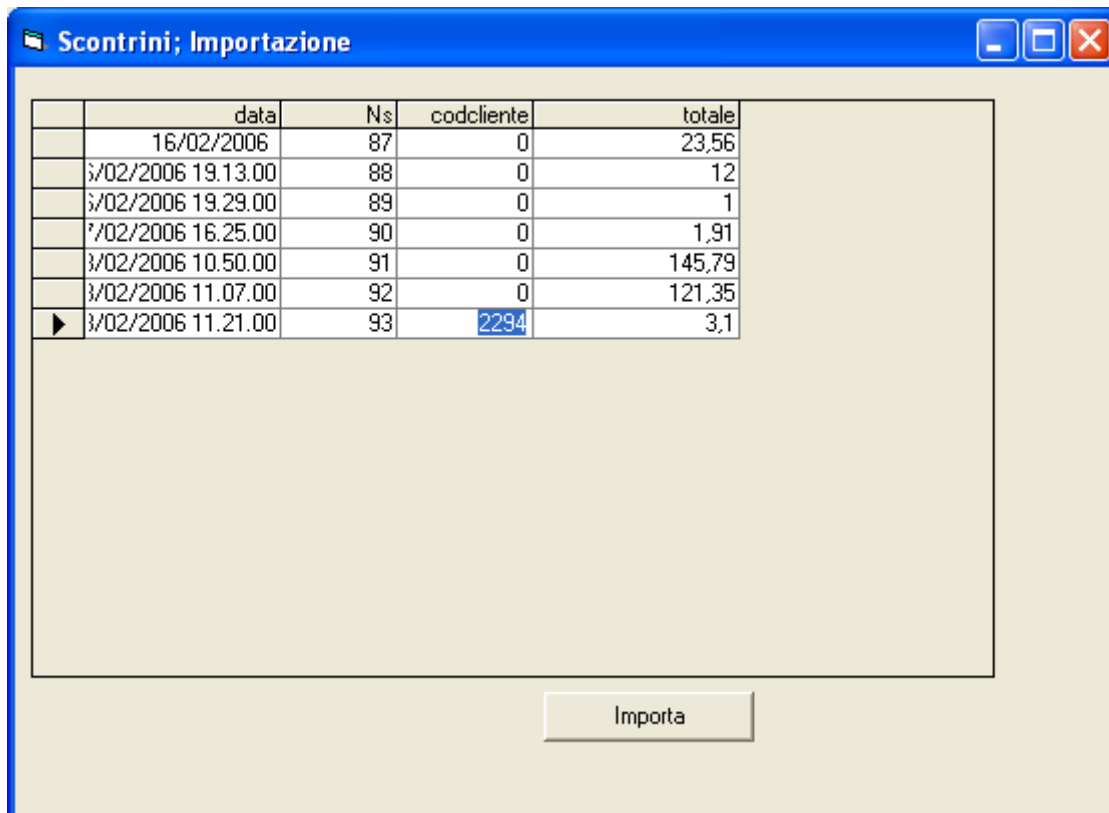 Scontrini; Importazione
data Ns codcliente totale
16/02/2006 87 0 23,56
/02/2006 19.13.00 88 0 12
/02/2006 19.29.00 89 0 1
/02/2006 16.25.00 90 0 1,91
/02/2006 10.50.00 91 0 145,79
/02/2006 11.07.00 92 0 121,35
/02/2006 11.21.00 93 2294 3,1
Importa